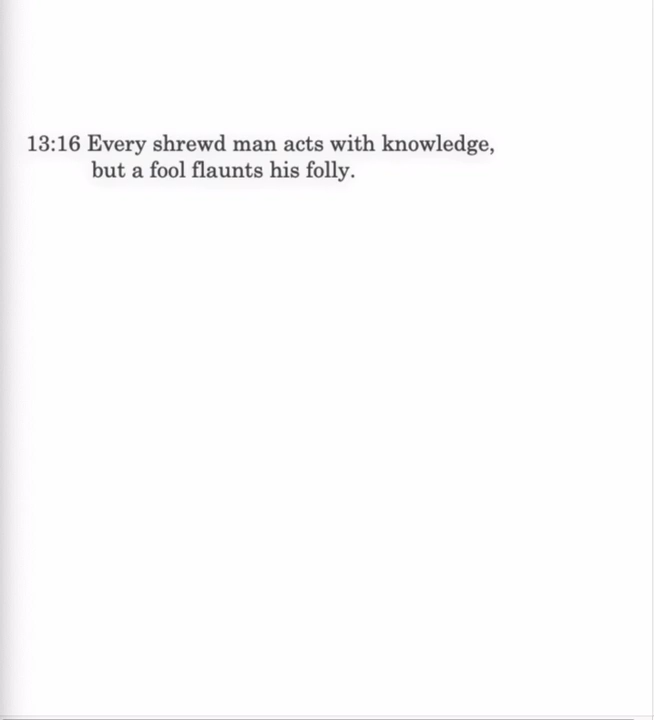 13:16 Every shrewd man acts with knowledge,
but a fool flaunts his folly.